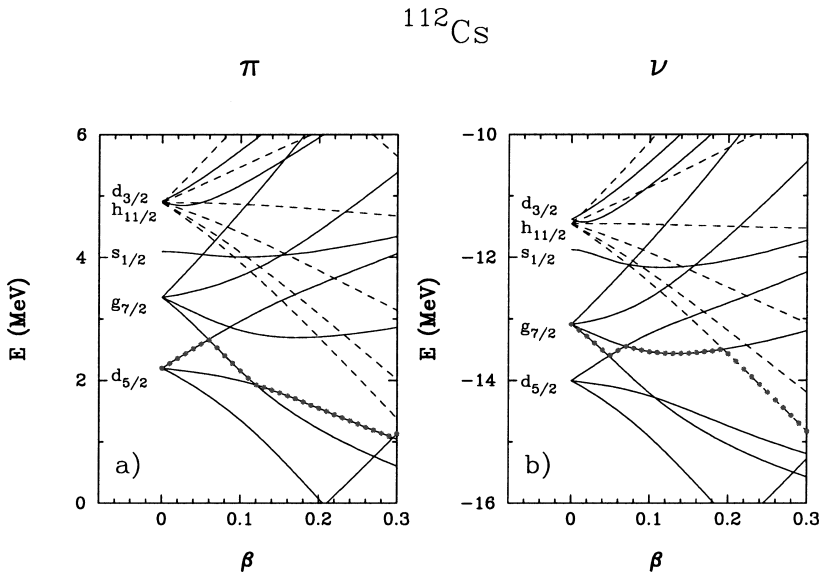 ¹¹²Cs
π
ν
6
4
2
0
E (MeV)
d₃/₂
h₁₁/₂
s₁/₂
g₇/₂
d₅/₂
a)
0
0.1
0.2
0.3
β
-10
-12
-14
-16
E (MeV)
d₃/₂
h₁₁/₂
s₁/₂
g₇/₂
d₅/₂
b)
0
0.1
0.2
0.3
β